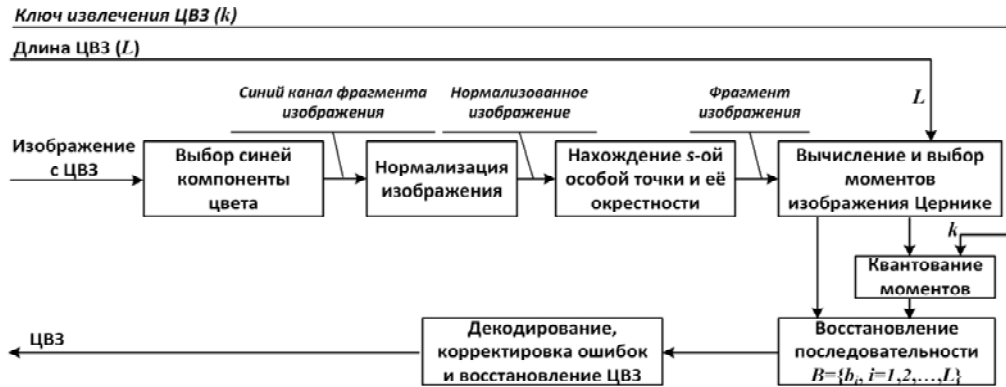 Ключ извлечения ЦВЗ (k)
Длина ЦВЗ (L)
Синий канал фрагмента
изображения
Нормализованное
изображение
Фрагмент
изображения
L
Изображение
с ЦВЗ
Выбор синей
компоненты
цвета
Нормализация
изображения
Нахождение s-ой
особой точки и её
окрестности
Вычисление и выбор
моментов
изображения Цернике
k
Квантование
моментов
ЦВЗ
Декодирование,
корректировка ошибок
и восстановление ЦВЗ
Восстановление
последовательности
B={bi, i=1,2,...,L}